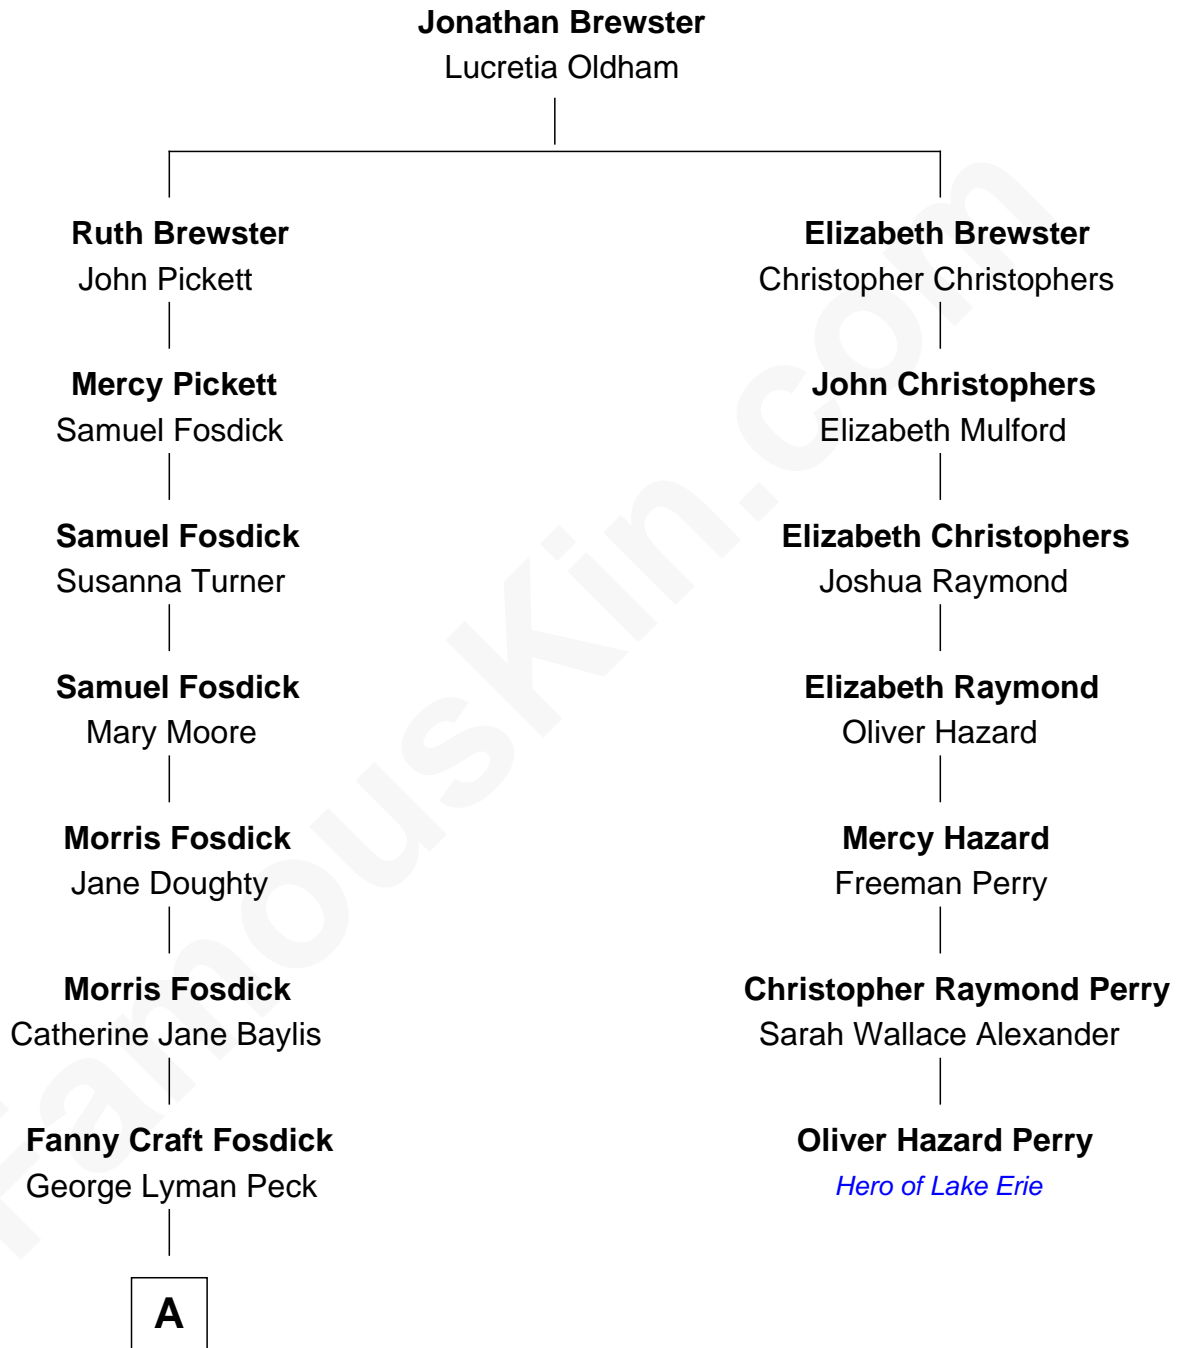 Jonathan Brewster
Lucretia Oldham
Ruth Brewster
John Pickett
Elizabeth Brewster
Christopher Christophers
Mercy Pickett
Samuel Fosdick
John Christophers
Elizabeth Mulford
Samuel Fosdick
Susanna Turner
Elizabeth Christophers
Joshua Raymond
Samuel Fosdick
Mary Moore
Elizabeth Raymond
Oliver Hazard
Morris Fosdick
Jane Doughty
Mercy Hazard
Freeman Perry
Morris Fosdick
Catherine Jane Baylis
Christopher Raymond Perry
Sarah Wallace Alexander
Fanny Craft Fosdick
George Lyman Peck
Oliver Hazard Perry
Hero of Lake Erie
A
FamousKin.com